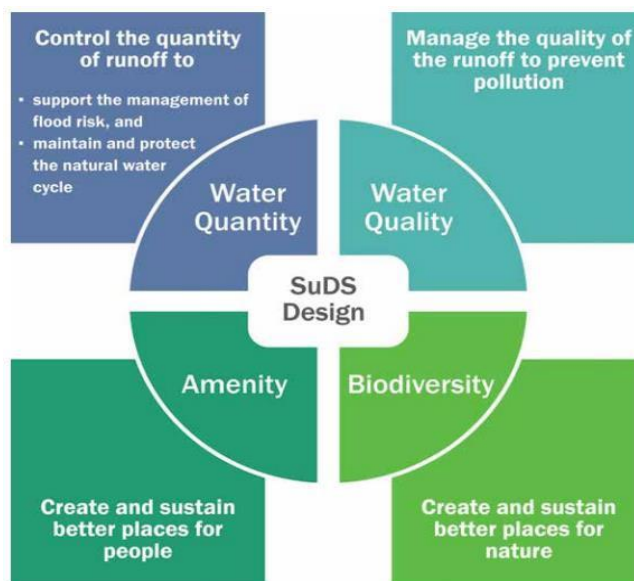 Control the quantity
of runoff to
• support the management of
flood risk, and
• maintain and protect
the natural water
cycle
Manage the quality of
the runoff to prevent
pollution
Water
Quantity
Water
Quality
SuDS
Design
Amenity
Biodiversity
Create and sustain
better places for
people
Create and sustain
better places for
nature